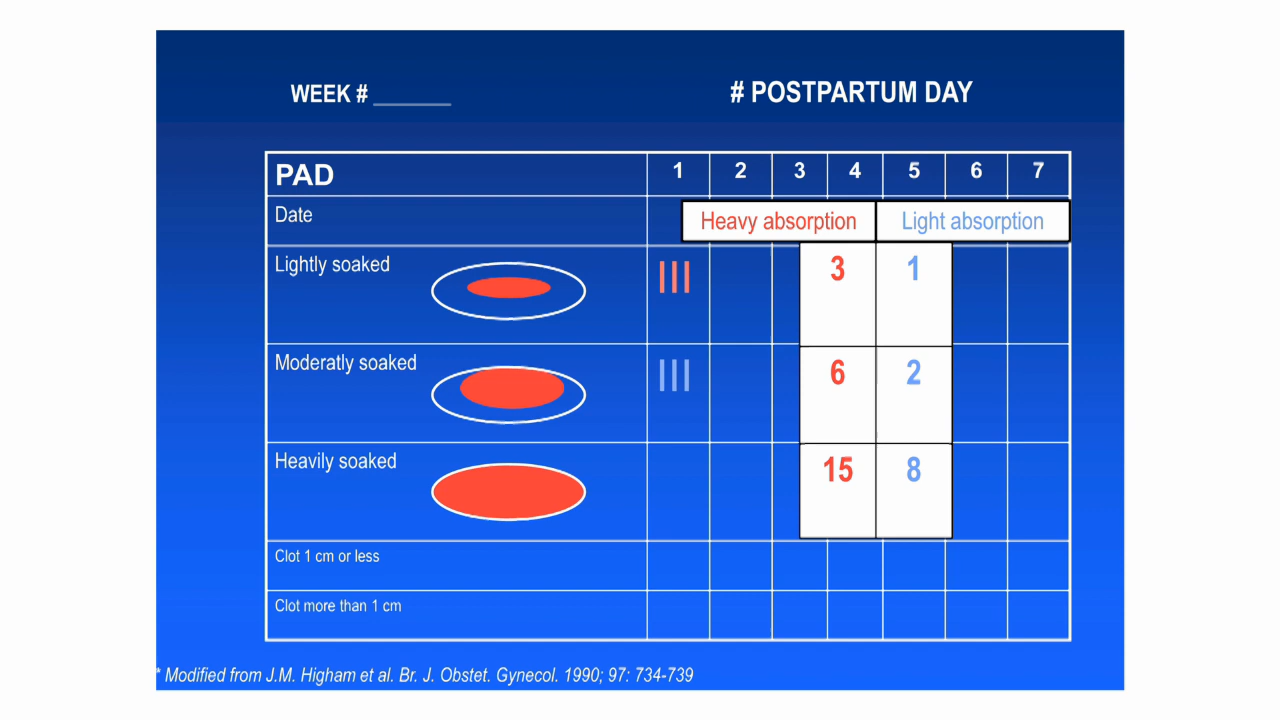 WEEK # ______
# POSTPARTUM DAY
PAD 1 2 3 4 5 6 7
Date Heavy absorption Light absorption
Lightly soaked ||| 3 1
Moderatly soaked ||| 6 2
Heavily soaked 15 8
Clot 1 cm or less
Clot more than 1 cm
* Modified from J.M. Higham et al. Br. J. Obstet. Gynecol. 1990; 97: 734-739